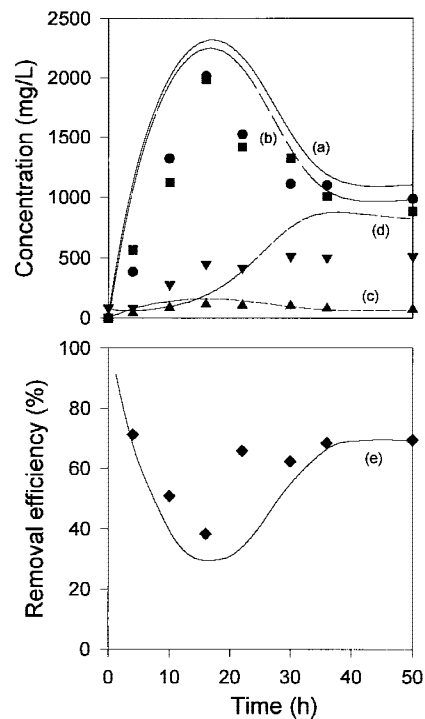 Concentration (mg/L)
2500
2000
1500
1000
500
0
(a)
(b)
(d)
(c)
Removal efficiency (%)
100
80
60
40
20
0
(e)
0 10 20 30 40 50
Time (h)